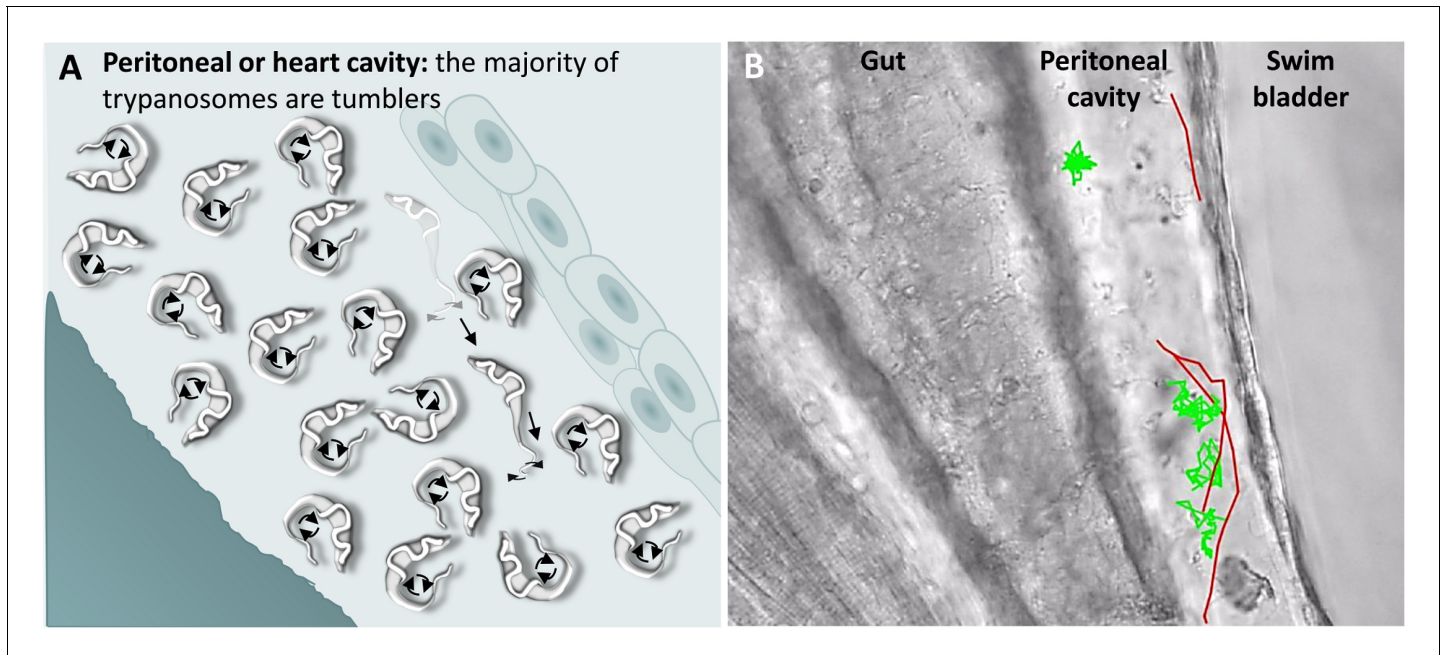 A Peritoneal or heart cavity: the majority of
trypanosomes are tumblers
B
Gut
Peritoneal
cavity
Swim
bladder